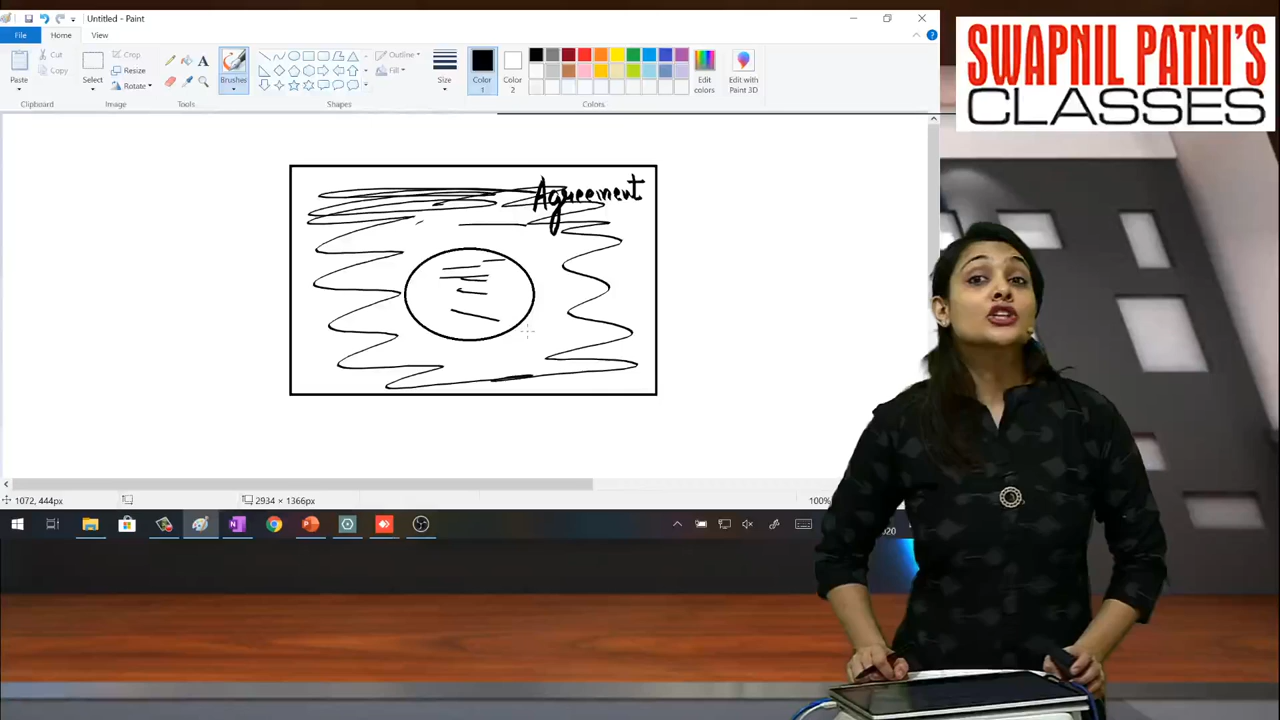 Untitled - Paint
File
Home
View
Paste
Cut
Copy
Clipboard
Select
Crop
Resize
Rotate
Image
Tools
Brushes
Outline
Fill
Shapes
Size
Color
1
Color
2
Edit
colors
Edit with
Paint 3D
Colors
SWAPNIL PATNI'S
CLASSES
Agreement
1072, 444px
2934 × 1366px
100%